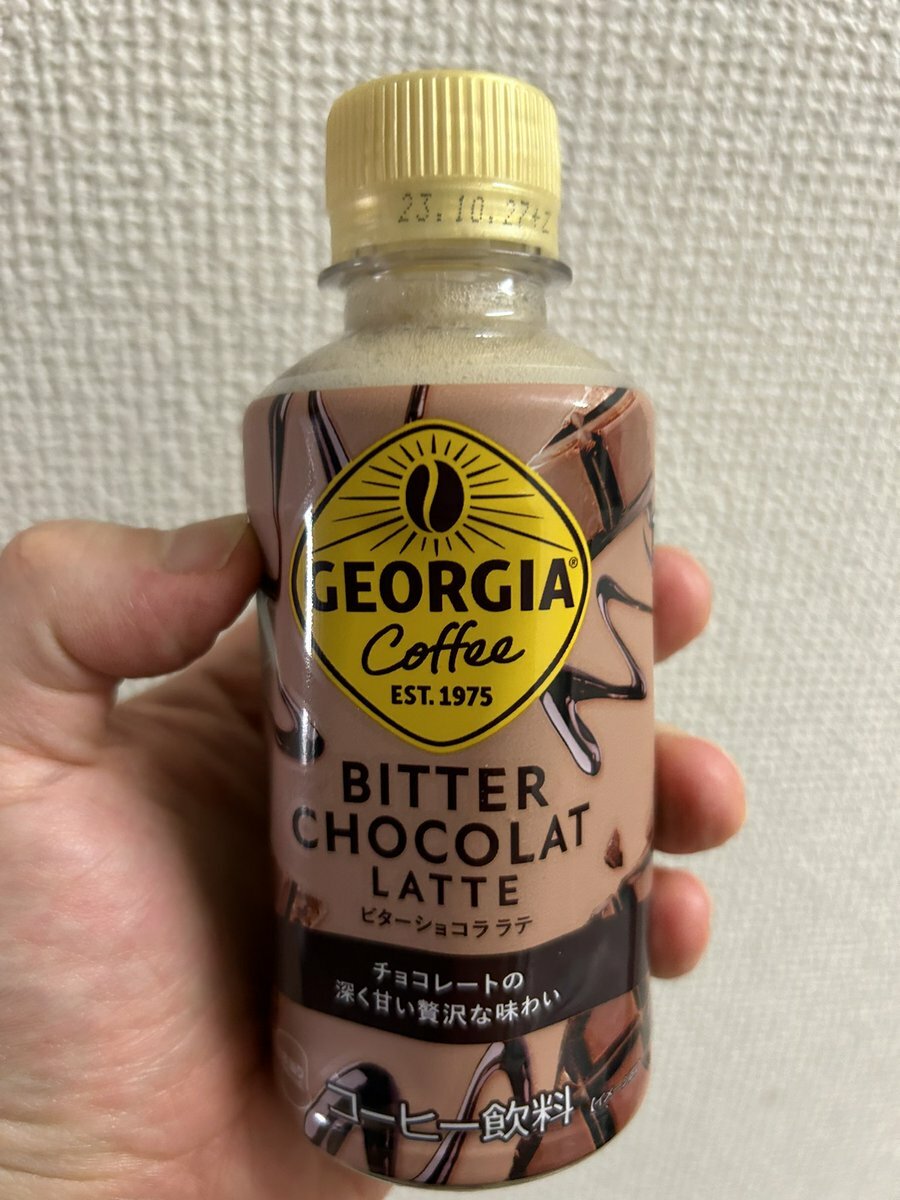 23.10.27+Z
GEORGIA®
Coffee
EST. 1975
BITTER
CHOCOLAT
LATTE
ビターショコララテ
チョコレートの
深く甘い贅沢な味わい
コーヒー飲料